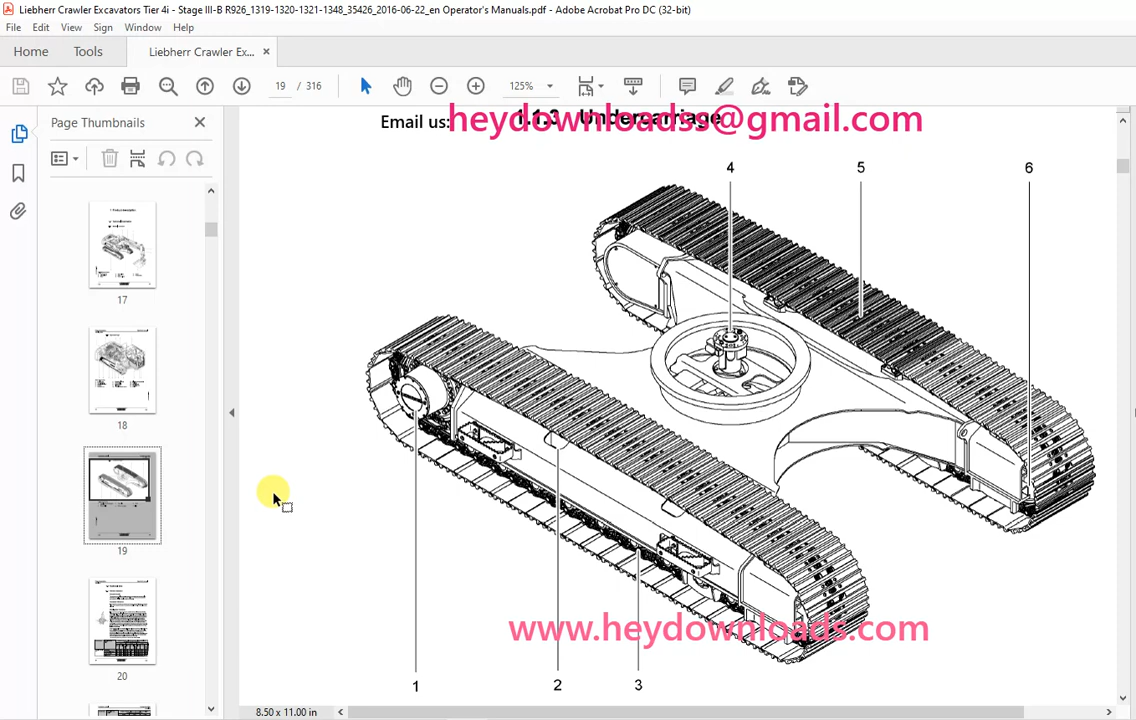 Liebherr Crawler Excavators Tier 4i - Stage III-B R926_1319-1320-1321-1348_35426_2016-06-22_en Operator's Manuals.pdf - Adobe Acrobat Pro DC (32-bit)
File Edit View Sign Window Help
Home Tools Liebherr Crawler Ex... ×
19 / 316 125%
Page Thumbnails
Email us: heydownloadss@gmail.com
1.1.3 Undercarriage
4 5 6
17
18
19
20
www.heydownloads.com
1 2 3
8.50 x 11.00 in